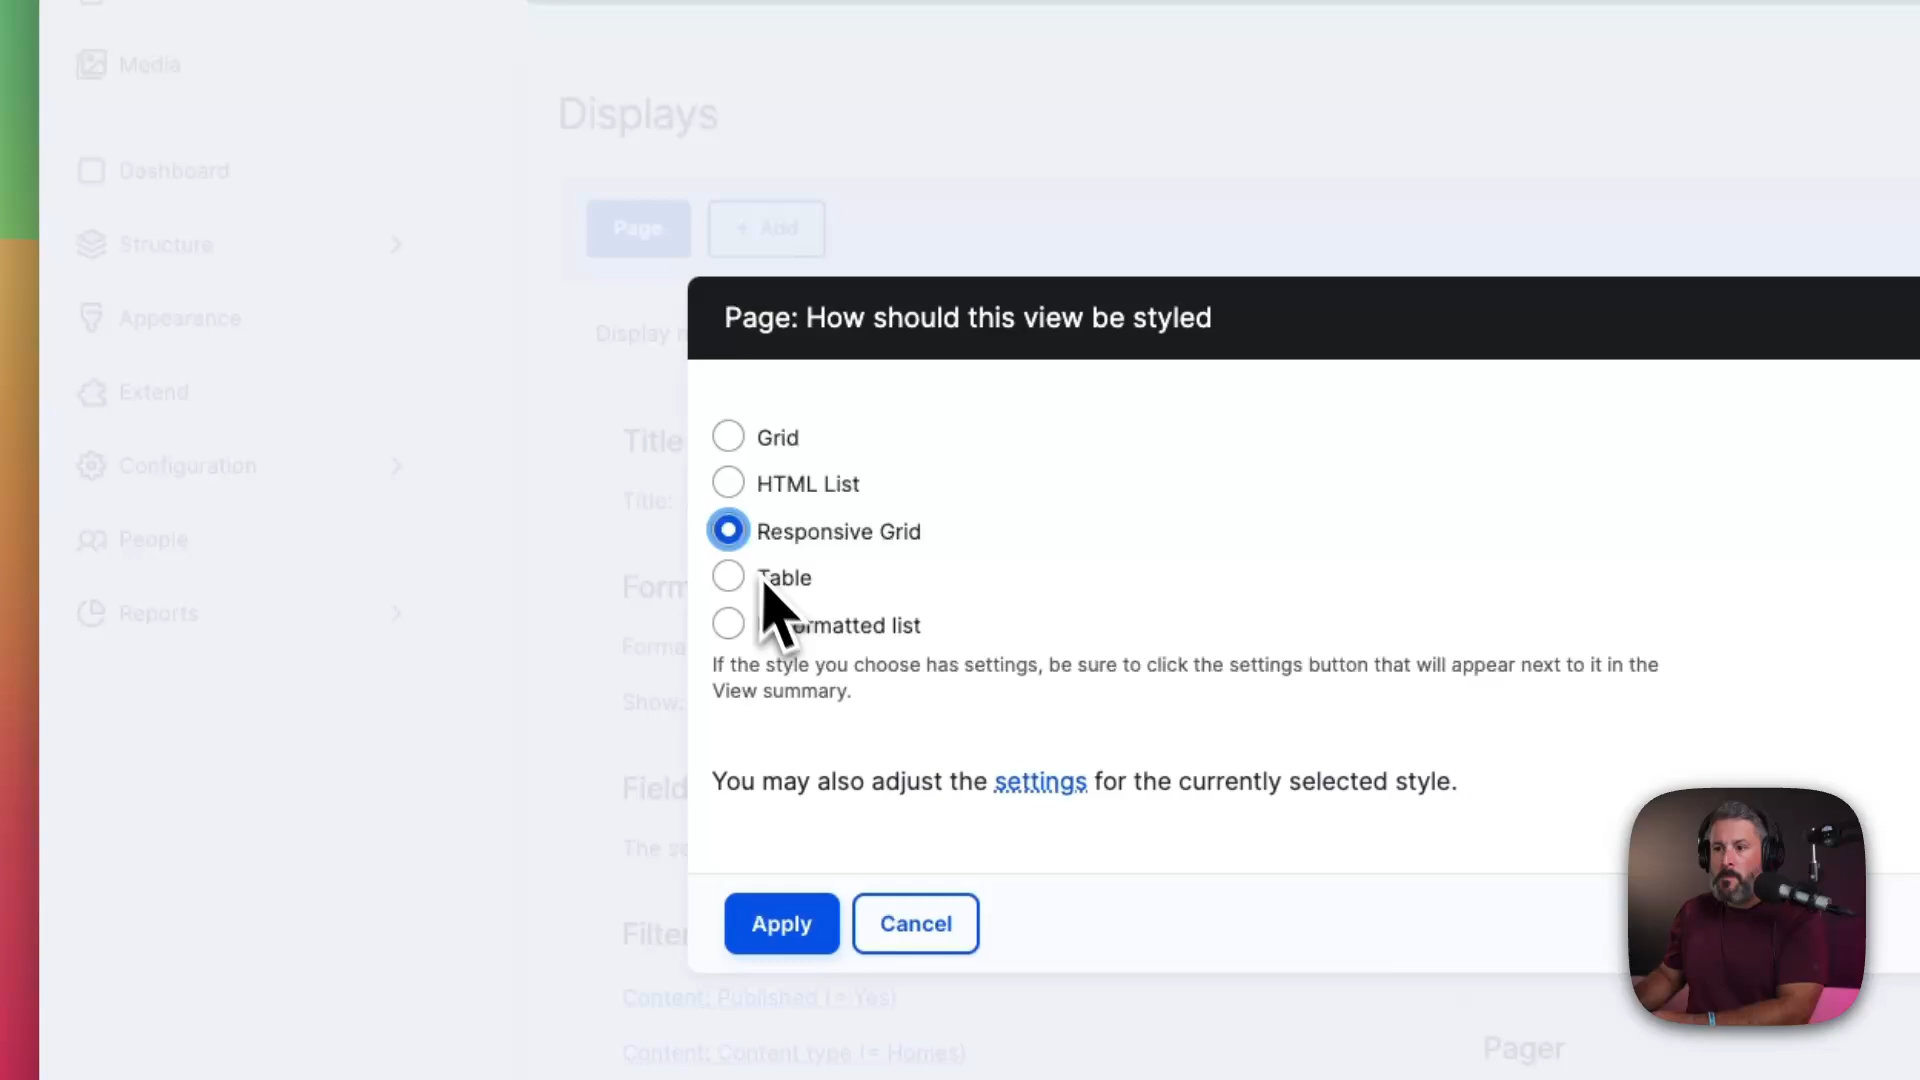 Media
Dashboard
Structure
Appearance
Extend
Configuration
People
Reports
Displays
Page
+ Add
Display
Title
Title:
Show:
Page: How should this view be styled
Grid
HTML List
Responsive Grid
Table
formatted list
If the style you choose has settings, be sure to click the settings button that will appear next to it in the
View summary.
You may also adjust the settings for the currently selected style.
Apply
Cancel
Content: Published (= Yes)
Content: Content type (= Homes)
Pager